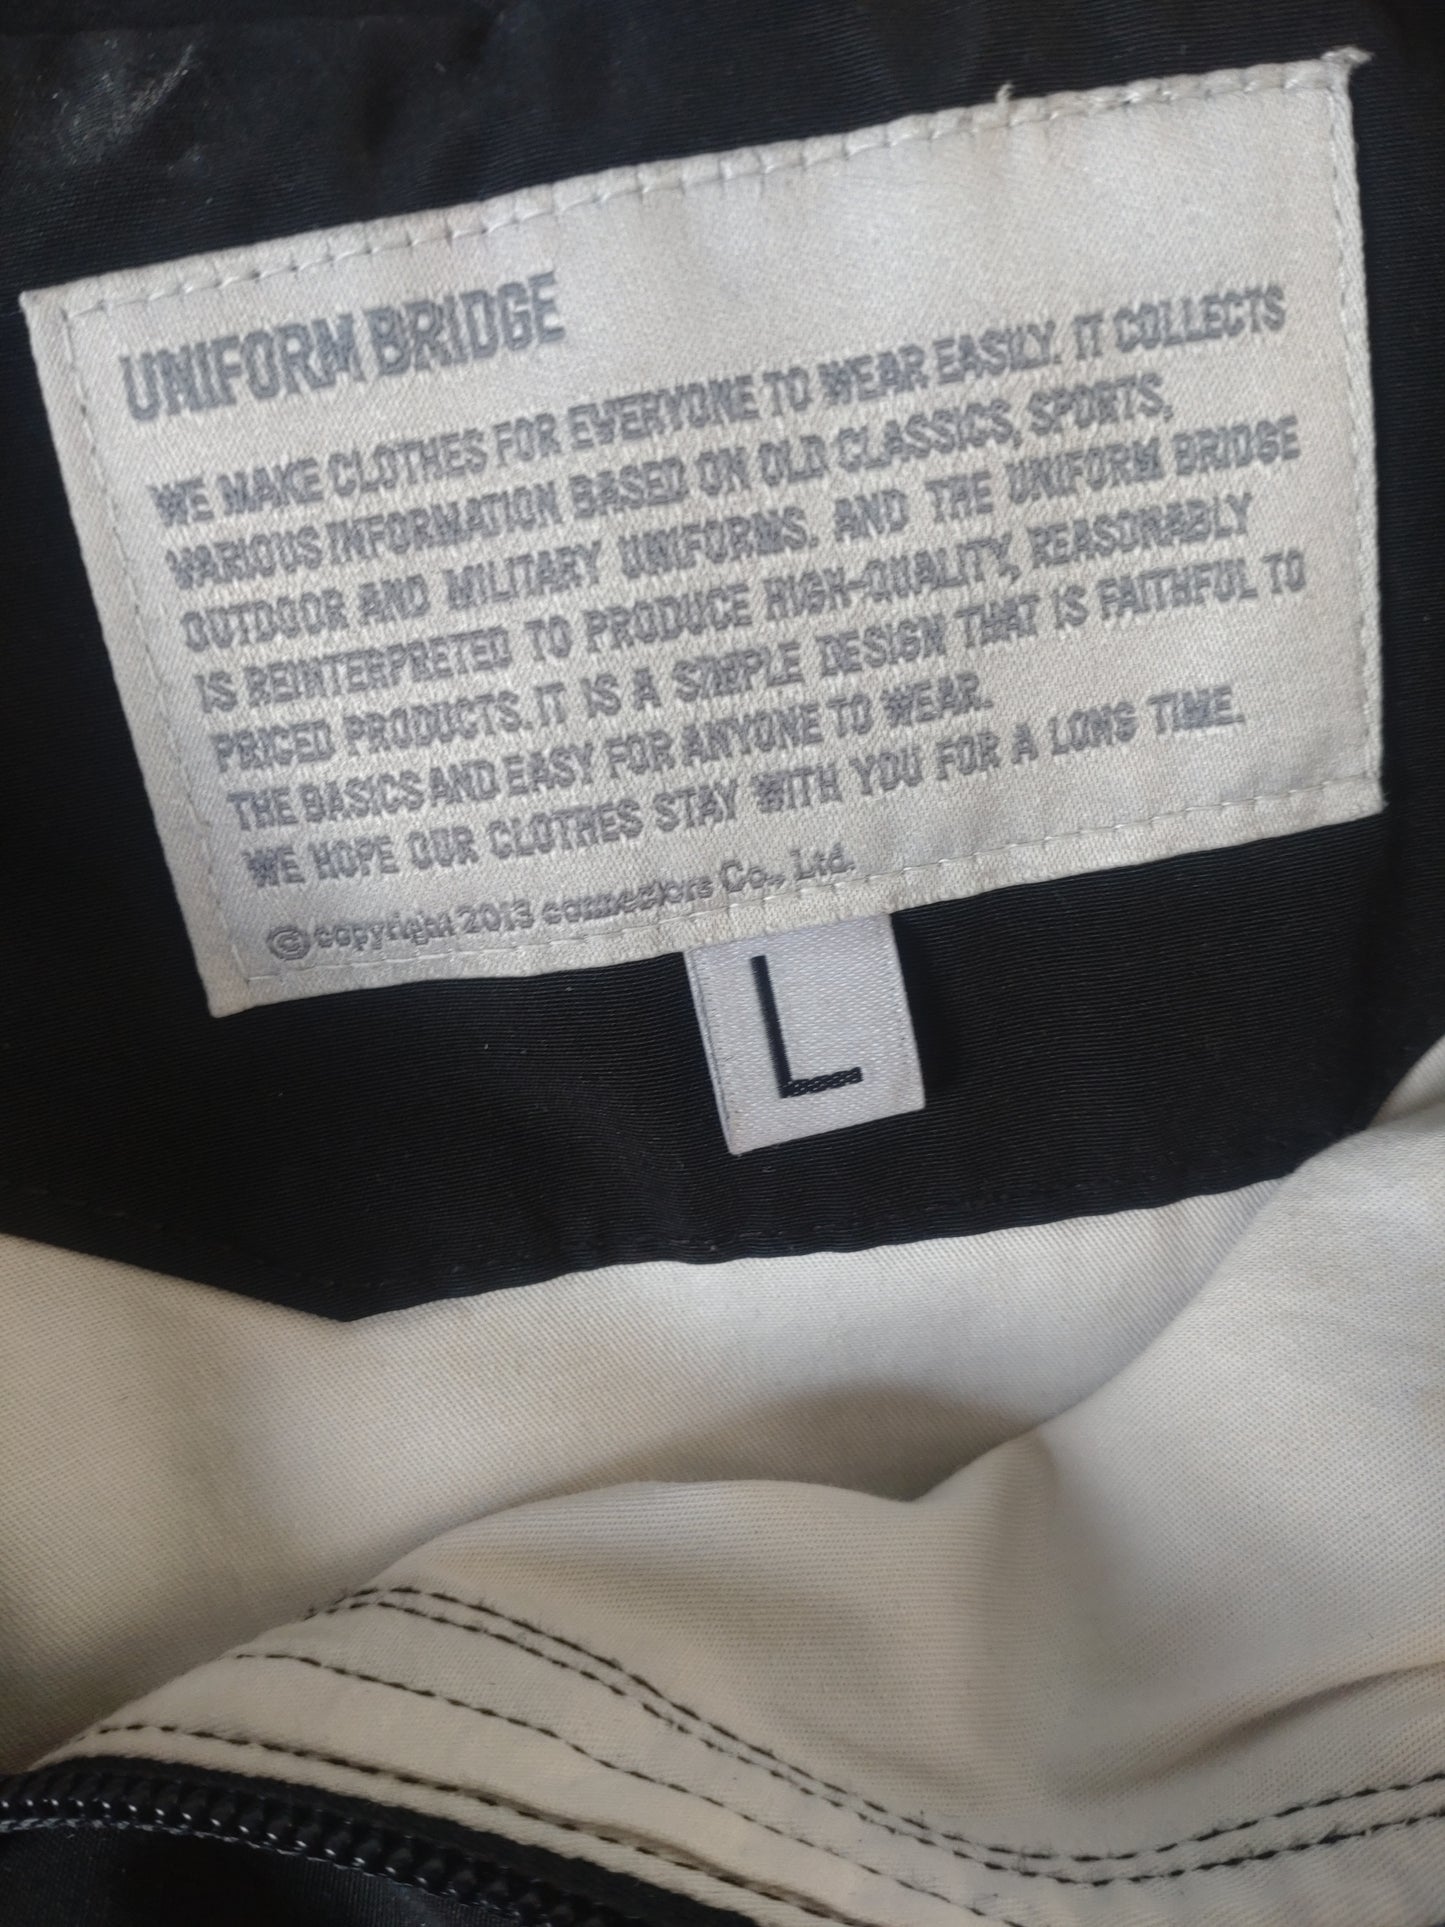 UNIFORM BRIDGE
WE MAKE CLOTHES FOR EVERYONE TO WEAR EASILY. IT COLLECTS
VARIOUS INFORMATION BASED ON OLD CLASSICS, SPORTS,
OUTDOOR AND MILITARY UNIFORMS. AND THE UNIFORM BRIDGE
IS REINTERPRETED TO PRODUCE HIGH-QUALITY, REASONABLY
PRICED PRODUCTS. IT IS A SIMPLE DESIGN THAT IS FAITHFUL TO
THE BASICS AND EASY FOR ANYONE TO WEAR.
WE HOPE OUR CLOTHES STAY WITH YOU FOR A LONG TIME.
© copyright 2013 connectors Co., Ltd.
L